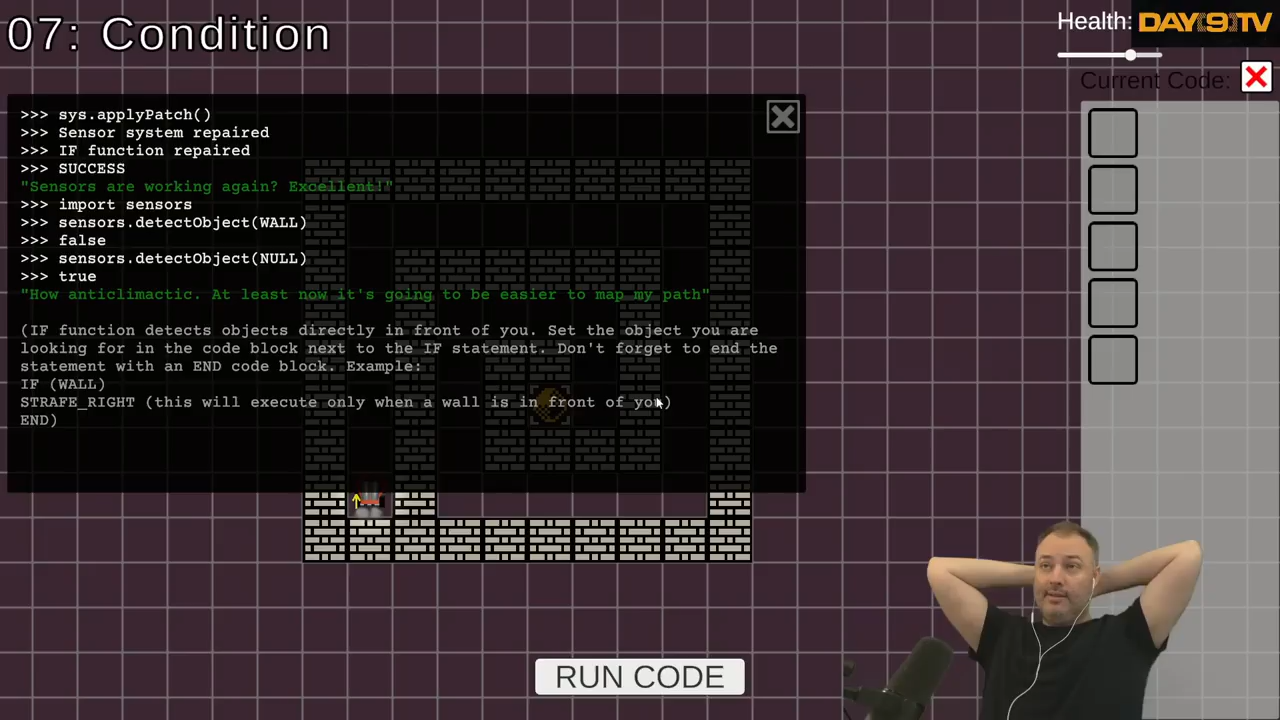 07: Condition
Health:
DAY[9]TV
Current Code:
>>> sys.applyPatch()
>>> Sensor system repaired
>>> IF function repaired
>>> SUCCESS
"Sensors are working again? Excellent!"
>>> import sensors
>>> sensors.detectObject(WALL)
>>> false
>>> sensors.detectObject(NULL)
>>> true
"How anticlimactic. At least now it's going to be easier to map my path"
(IF function detects objects directly in front of you. Set the object you are
looking for in the code block next to the IF statement. Don't forget to end the
statement with an END code block. Example:
IF (WALL)
STRAFE_RIGHT (this will execute only when a wall is in front of you)
END)
RUN CODE